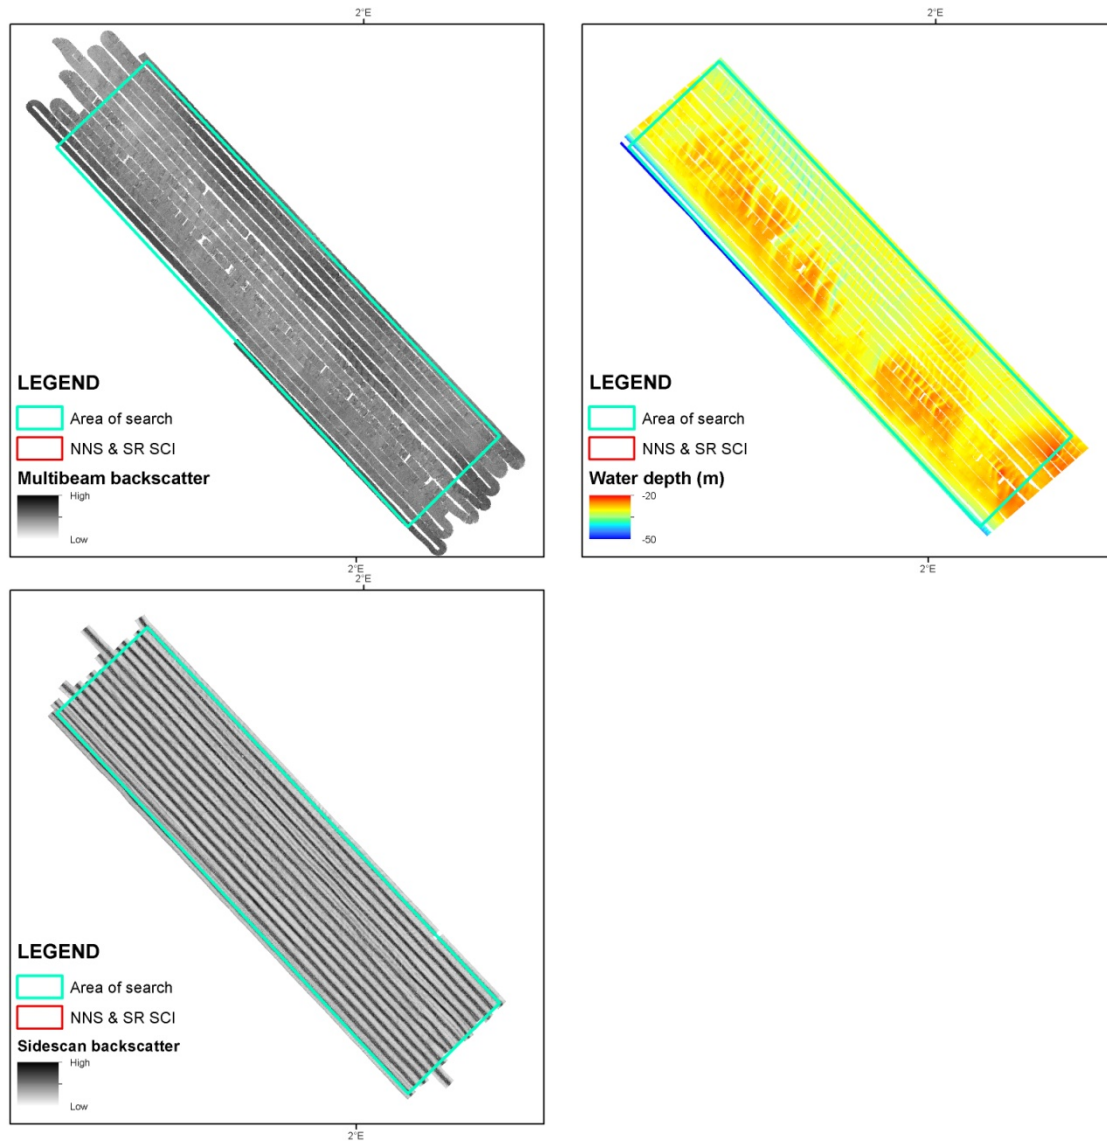 2°E
LEGEND
Area of search
NNS & SR SCI
Multibeam backscatter
High
Low
2°E
2°E
LEGEND
Area of search
NNS & SR SCI
Water depth (m)
-20
-50
2°E
2°E
LEGEND
Area of search
NNS & SR SCI
Sidescan backscatter
High
Low
2°E